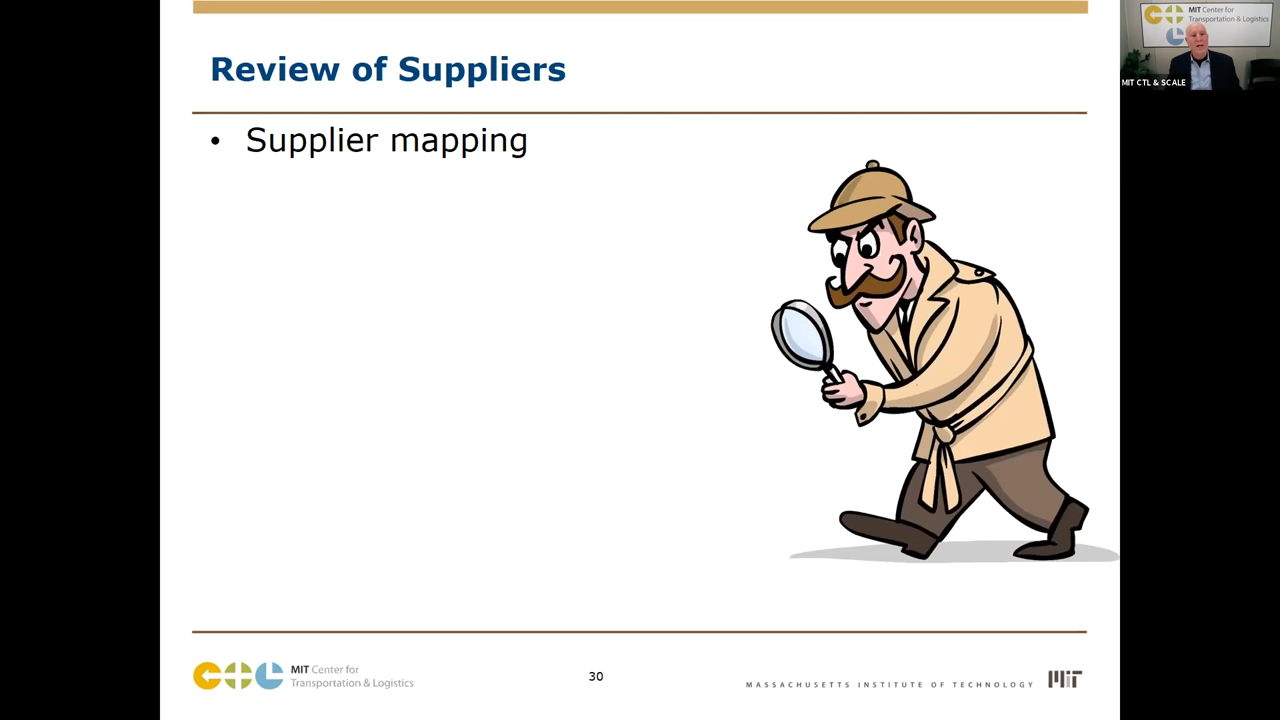 Review of Suppliers
• Supplier mapping
MIT Center for
Transportation & Logistics
30
MASSACHUSETTS INSTITUTE OF TECHNOLOGY
MIT
MIT Center for
Transportation & Logistics
MIT CTL & SCALE